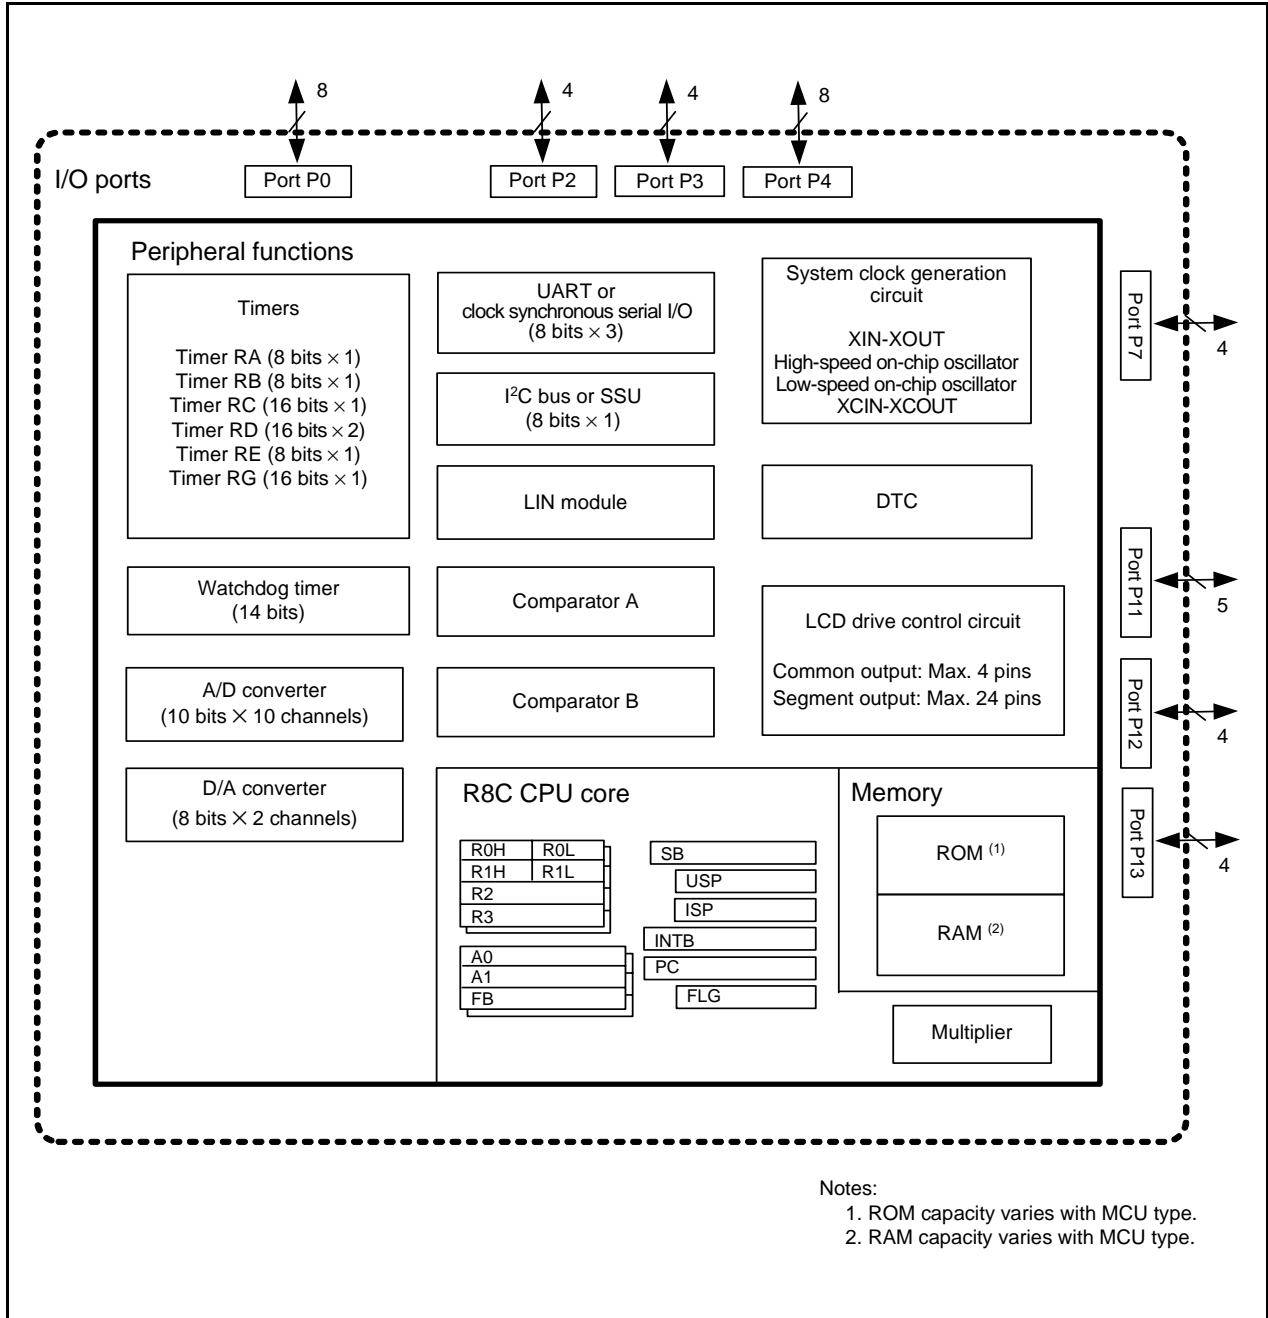 8
4
4
8
I/O ports
Port P0
Port P2
Port P3
Port P4
Peripheral functions
Timers
Timer RA (8 bits × 1)
Timer RB (8 bits × 1)
Timer RC (16 bits × 1)
Timer RD (16 bits × 2)
Timer RE (8 bits × 1)
Timer RG (16 bits × 1)
UART or
clock synchronous serial I/O
(8 bits × 3)
System clock generation
circuit
XIN-XOUT
High-speed on-chip oscillator
Low-speed on-chip oscillator
XCIN-XCOUT
Port P7
4
I²C bus or SSU
(8 bits × 1)
LIN module
DTC
Port P11
5
Watchdog timer
(14 bits)
Comparator A
LCD drive control circuit
Common output: Max. 4 pins
Segment output: Max. 24 pins
A/D converter
(10 bits × 10 channels)
Comparator B
Port P12
4
D/A converter
(8 bits × 2 channels)
R8C CPU core
R0H R0L
R1H R1L
R2
R3
A0
A1
FB
SB
USP
ISP
INTB
PC
FLG
Memory
ROM (1)
RAM (2)
Multiplier
Port P13
4
Notes:
1. ROM capacity varies with MCU type.
2. RAM capacity varies with MCU type.